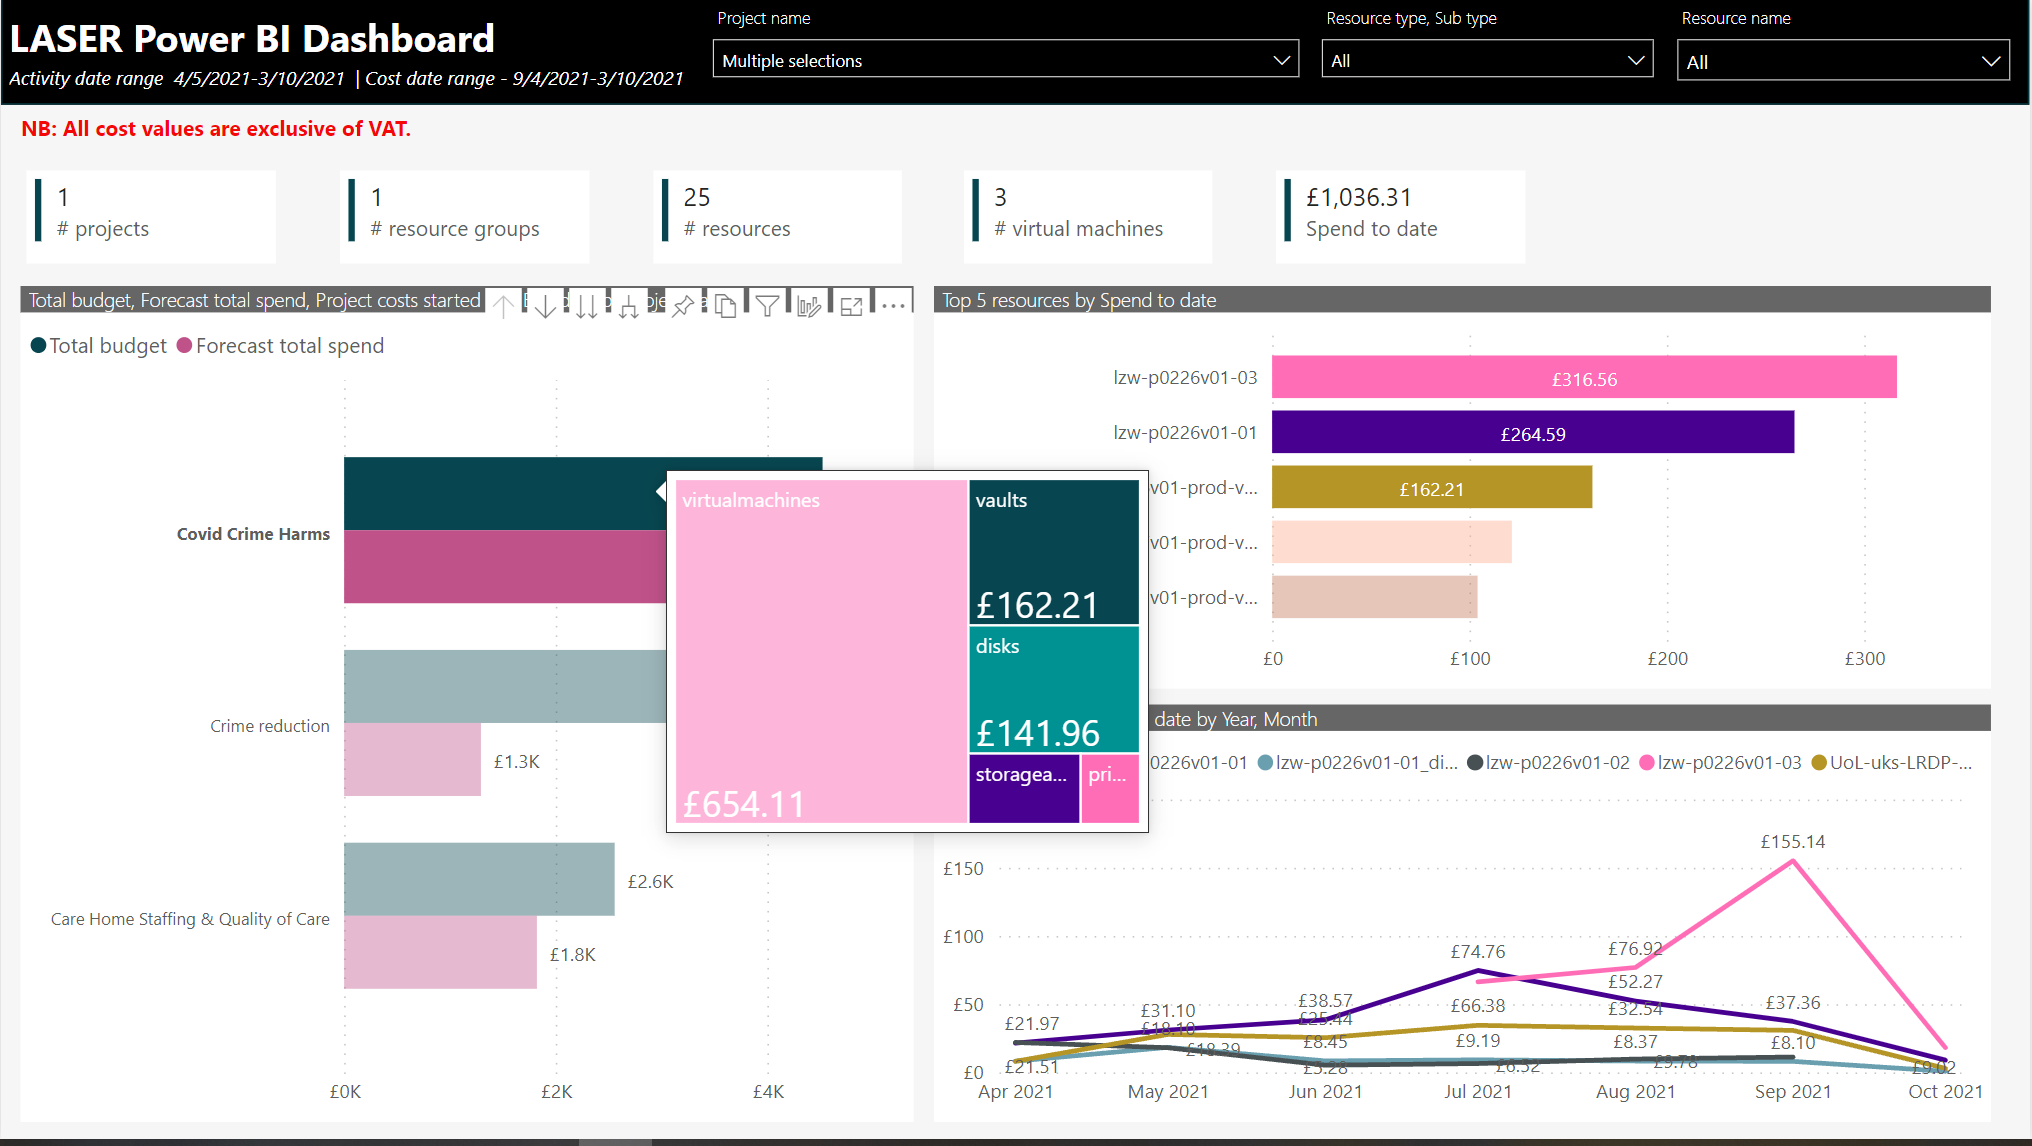 LASER Power BI Dashboard
Activity date range 4/5/2021-3/10/2021 | Cost date range - 9/4/2021-3/10/2021
Project name
Multiple selections
Resource type, Sub type
All
Resource name
All
NB: All cost values are exclusive of VAT.
1
# projects
1
# resource groups
25
# resources
3
# virtual machines
£1,036.31
Spend to date
Total budget, Forecast total spend, Project costs started
Total budget
Forecast total spend
Covid Crime Harms
Crime reduction
£1.3K
Care Home Staffing & Quality of Care
£2.6K
£1.8K
£0K
£2K
£4K
virtualmachines
£654.11
vaults
£162.21
disks
£141.96
storagea...
pri...
Top 5 resources by Spend to date
lzw-p0226v01-03
£316.56
lzw-p0226v01-01
£264.59
v01-prod-v...
£162.21
v01-prod-v...
v01-prod-v...
£0
£100
£200
£300
date by Year, Month
0226v01-01
lzw-p0226v01-01_di...
lzw-p0226v01-02
lzw-p0226v01-03
UoL-uks-LRDP-...
£150
£100
£50
£0
£155.14
£74.76
£76.92
£52.27
£37.36
£38.57
£31.10
£21.97
£66.38
£32.54
£25.44
£18.10
£8.45
£9.19
£8.37
£8.10
£18.39
£21.51
£5.28
£6.52
£9.76
£9.02
Apr 2021
May 2021
Jun 2021
Jul 2021
Aug 2021
Sep 2021
Oct 2021